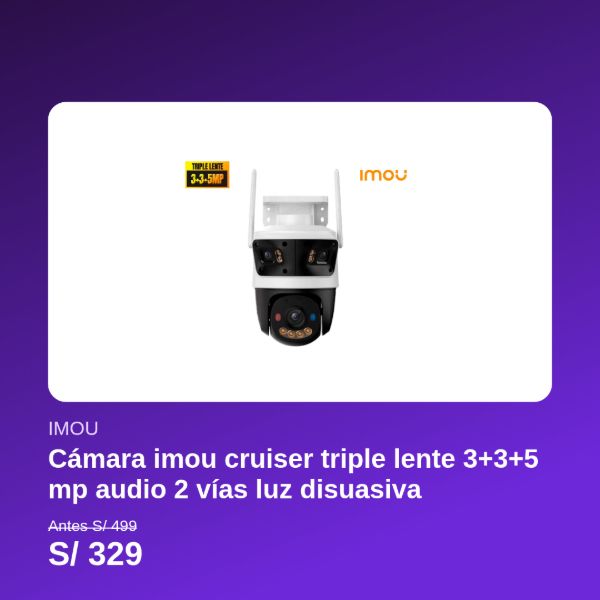 TRIPLE LENTE
3+3+5MP
imou
IMOU
Cámara imou cruiser triple lente 3+3+5
mp audio 2 vías luz disuasiva
Antes S/ 499
S/ 329